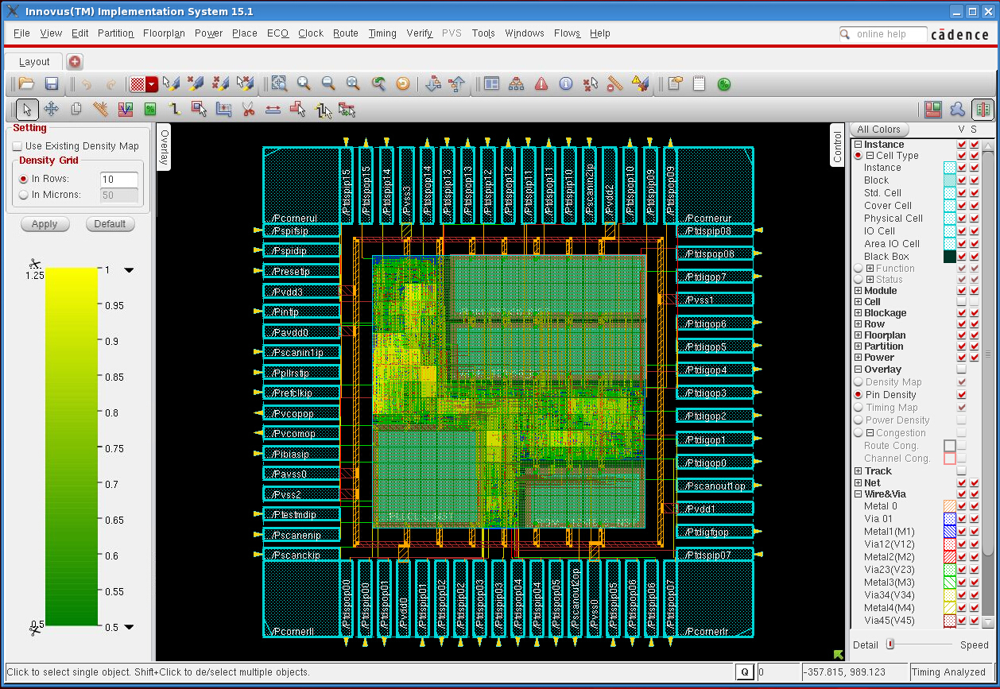 Innovus(TM) Implementation System 15.1
File View Edit Partition Floorplan Power Place ECO Clock Route Timing Verify PVS Tools Windows Flows Help
online help
cādence
Layout
Setting
Use Existing Density Map
Density Grid
In Rows: 10
In Microns: 50
Apply Default
1.25
1
0.95
0.9
0.85
0.8
0.75
0.7
0.65
0.6
0.55
0.5
0.5
Overlay
Control
../Ptdspip15
../Ptdspop15
../Ptdspip14
../Pvss3
../Ptdspop14
../Ptdspip13
../Ptdspop13
../Ptdspip12
../Ptdspop12
../Ptdspip11
../Ptdspop11
../Ptdspip10
../Pscanin2ip
../Pvdd2
../Ptdspop10
../Ptdspip09
../Ptdspop09
../Pcornerul
../Pcornerur
../Pspifsip
../Pspidip
../Presetip
../Pvdd3
../Pintip
../Pavdd0
../Pscanin1ip
../Ppllrstip
../Prefclkip
../Pvcopop
../Pvcomop
../Pibiasip
../Pavss0
../Pvss2
../Ptestmdip
../Pscanenip
../Pscanckip
../Ptdspip08
../Ptdspop08
../Ptdigop7
../Pvss1
../Ptdigop6
../Ptdigop5
../Ptdigop4
../Ptdigop3
../Ptdigop2
../Ptdigop1
../Ptdigop0
../Pscanout1op
../Pvdd1
../Ptdigfgop
../Ptdspip07
../Pcornerll
../Pcornerlr
../Ptdspip00
../Ptdspop00
../Ptdspip01
../Pvdd0
../Ptdspop01
../Ptdspip02
../Ptdspop02
../Ptdspip03
../Ptdspop03
../Ptdspip04
../Ptdspop04
../Ptdspip05
../Pscanout2op
../Pvss0
../Ptdspop05
../Ptdspip06
../Ptdspop06
../Ptdspop07
All Colors V S
Instance
Cell Type
Instance
Block
Std. Cell
Cover Cell
Physical Cell
IO Cell
Area IO Cell
Black Box
Function
Status
Module
Cell
Blockage
Row
Floorplan
Partition
Power
Overlay
Density Map
Pin Density
Timing Map
Power Density
Congestion
Route Cong.
Channel Cong.
Track
Net
Wire&Via
Metal 0
Via 01
Metal1(M1)
Via12(V12)
Metal2(M2)
Via23(V23)
Metal3(M3)
Via34(V34)
Metal4(M4)
Via45(V45)
Detail Speed
Click to select single object. Shift+Click to de/select multiple objects.
Q 0 -357.815, 989.123 Timing Analyzed